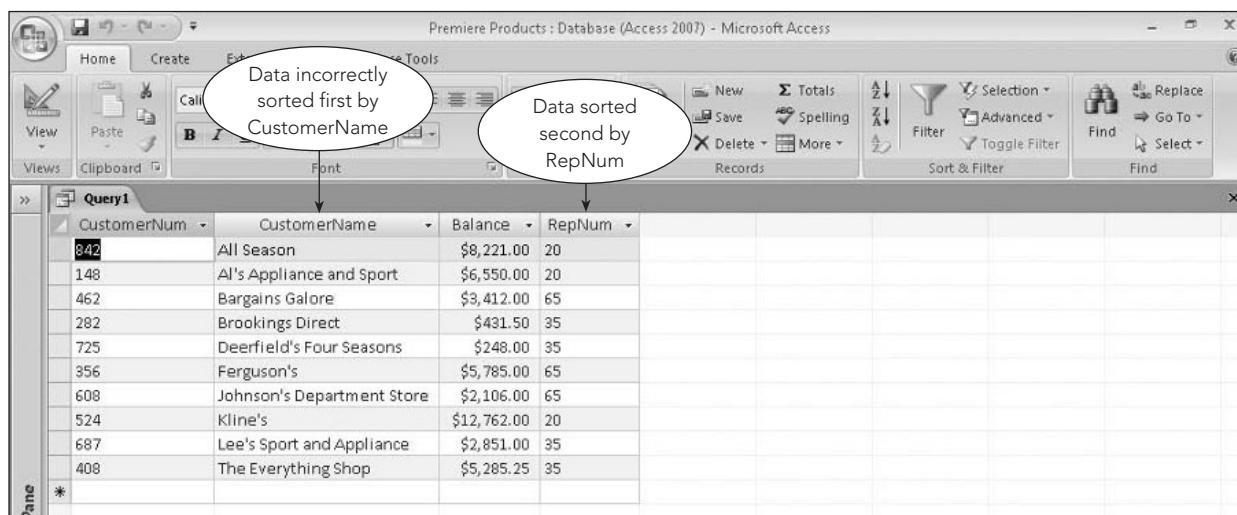 Premiere Products : Database (Access 2007) - Microsoft Access
Home Create Tools
Data incorrectly
sorted first by
CustomerName
Data sorted
second by
RepNum
View
Paste
Cali
B I
New
Save
Delete
Totals
Spelling
More
Filter
Selection
Advanced
Toggle Filter
Find
Replace
Go To
Select
Views Clipboard Font Records Sort & Filter Find
Query1
CustomerNum CustomerName Balance RepNum
842 All Season $8,221.00 20
148 Al's Appliance and Sport $6,550.00 20
462 Bargains Galore $3,412.00 65
282 Brookings Direct $431.50 35
725 Deerfield's Four Seasons $248.00 35
356 Ferguson's $5,785.00 65
608 Johnson's Department Store $2,106.00 65
524 Kline's $12,762.00 20
687 Lee's Sport and Appliance $2,851.00 35
408 The Everything Shop $5,285.25 35
Pane